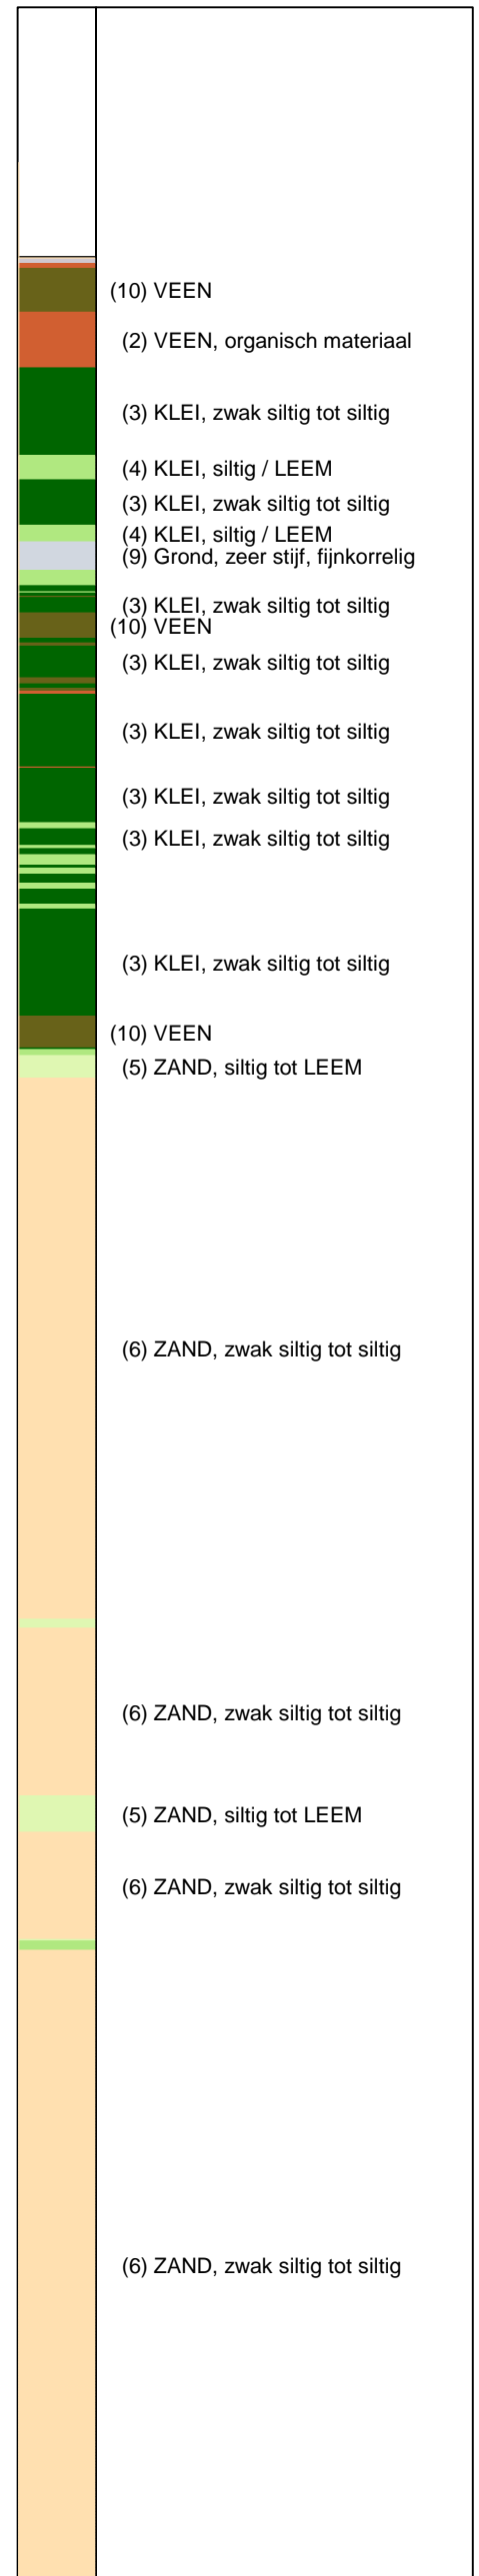 (10) VEEN
(2) VEEN, organisch materiaal
(3) KLEI, zwak siltig tot siltig
(4) KLEI, siltig / LEEM
(3) KLEI, zwak siltig tot siltig
(4) KLEI, siltig / LEEM
(9) Grond, zeer stijf, fijnkorrelig
(3) KLEI, zwak siltig tot siltig
(10) VEEN
(3) KLEI, zwak siltig tot siltig
(3) KLEI, zwak siltig tot siltig
(3) KLEI, zwak siltig tot siltig
(3) KLEI, zwak siltig tot siltig
(3) KLEI, zwak siltig tot siltig
(10) VEEN
(5) ZAND, siltig tot LEEM
(6) ZAND, zwak siltig tot siltig
(6) ZAND, zwak siltig tot siltig
(5) ZAND, siltig tot LEEM
(6) ZAND, zwak siltig tot siltig
(6) ZAND, zwak siltig tot siltig